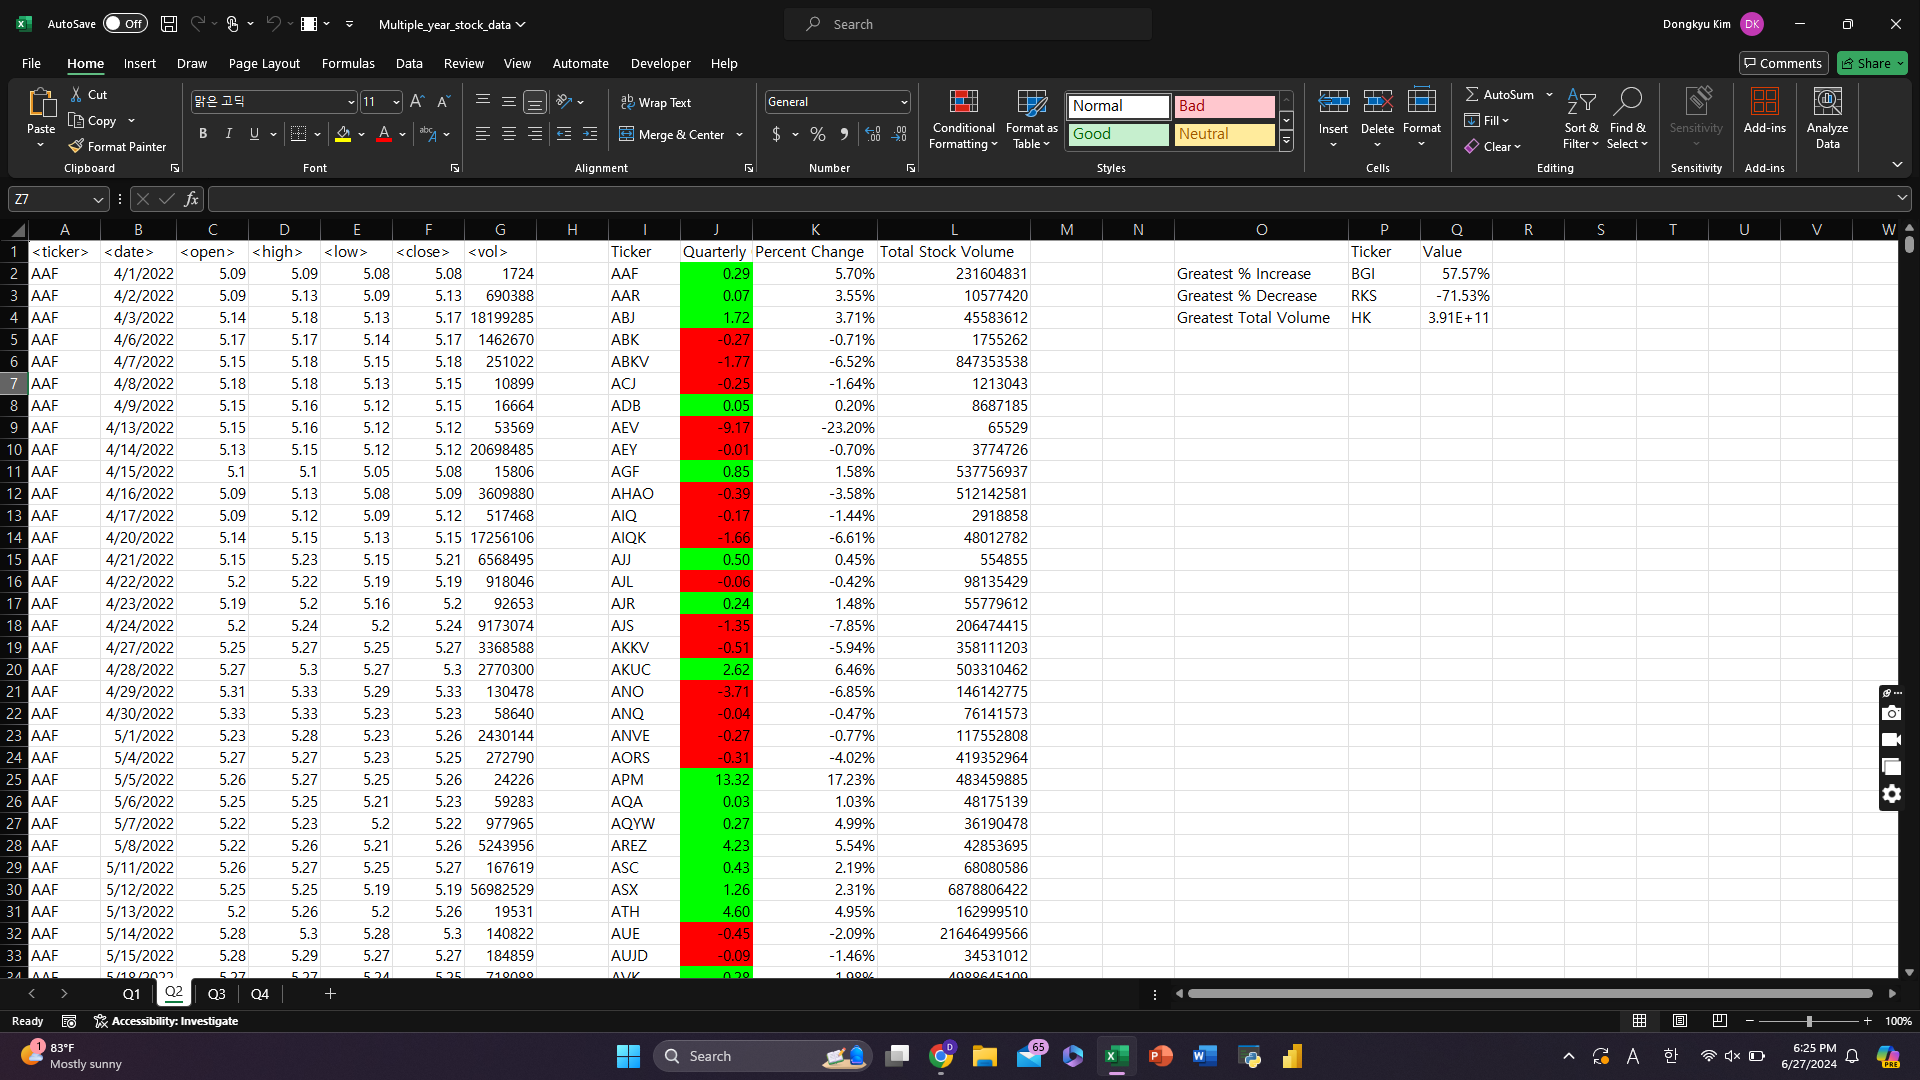 AutoSave Off Multiple_year_stock_data Search Dongkyu Kim DK
File Home Insert Draw Page Layout Formulas Data Review View Automate Developer Help Comments Share
Paste Cut Copy Format Painter Clipboard
맑은 고딕 11 B I U Font
Wrap Text Merge & Center Alignment
General $ % Number
Conditional Formatting Format as Table Normal Bad Good Neutral Styles
Insert Delete Format Cells
AutoSum Fill Clear Sort & Filter Find & Select Editing
Sensitivity Sensitivity
Add-ins Add-ins
Analyze Data
Z7 fx
A B C D E F G H I J K L M N O P Q R S T U V W
1 <ticker> <date> <open> <high> <low> <close> <vol> Ticker Quarterly Percent Change Total Stock Volume Ticker Value
2 AAF 4/1/2022 5.09 5.09 5.08 5.08 1724 AAF 0.29 5.70% 231604831 Greatest % Increase BGI 57.57%
3 AAF 4/2/2022 5.09 5.13 5.09 5.13 690388 AAR 0.07 3.55% 10577420 Greatest % Decrease RKS -71.53%
4 AAF 4/3/2022 5.14 5.18 5.13 5.17 18199285 ABJ 1.72 3.71% 45583612 Greatest Total Volume HK 3.91E+11
5 AAF 4/6/2022 5.17 5.17 5.14 5.17 1462670 ABK -0.27 -0.71% 1755262
6 AAF 4/7/2022 5.15 5.18 5.15 5.18 251022 ABKV -1.77 -6.52% 847353538
7 AAF 4/8/2022 5.18 5.18 5.13 5.15 10899 ACJ -0.25 -1.64% 1213043
8 AAF 4/9/2022 5.15 5.16 5.12 5.15 16664 ADB 0.05 0.20% 8687185
9 AAF 4/13/2022 5.15 5.16 5.12 5.12 53569 AEV -9.17 -23.20% 65529
10 AAF 4/14/2022 5.13 5.15 5.12 5.12 20698485 AEY -0.01 -0.70% 3774726
11 AAF 4/15/2022 5.1 5.1 5.05 5.08 15806 AGF 0.85 1.58% 537756937
12 AAF 4/16/2022 5.09 5.13 5.08 5.09 3609880 AHAO -0.39 -3.58% 512142581
13 AAF 4/17/2022 5.09 5.12 5.09 5.12 517468 AIQ -0.17 -1.44% 2918858
14 AAF 4/20/2022 5.14 5.15 5.13 5.15 17256106 AIQK -1.66 -6.61% 48012782
15 AAF 4/21/2022 5.15 5.23 5.15 5.21 6568495 AJJ 0.50 0.45% 554855
16 AAF 4/22/2022 5.2 5.22 5.19 5.19 918046 AJL -0.06 -0.42% 98135429
17 AAF 4/23/2022 5.19 5.2 5.16 5.2 92653 AJR 0.24 1.48% 55779612
18 AAF 4/24/2022 5.2 5.24 5.2 5.24 9173074 AJS -1.35 -7.85% 206474415
19 AAF 4/27/2022 5.25 5.27 5.25 5.27 3368588 AKKV -0.51 -5.94% 358111203
20 AAF 4/28/2022 5.27 5.3 5.27 5.3 2770300 AKUC 2.62 6.46% 503310462
21 AAF 4/29/2022 5.31 5.33 5.29 5.33 130478 ANO -3.71 -6.85% 146142775
22 AAF 4/30/2022 5.33 5.33 5.23 5.23 58640 ANQ -0.04 -0.47% 76141573
23 AAF 5/1/2022 5.23 5.28 5.23 5.26 2430144 ANVE -0.27 -0.77% 117552808
24 AAF 5/4/2022 5.27 5.27 5.23 5.25 272790 AORS -0.31 -4.02% 419352964
25 AAF 5/5/2022 5.26 5.27 5.25 5.26 24226 APM 13.32 17.23% 483459885
26 AAF 5/6/2022 5.25 5.25 5.21 5.23 59283 AQA 0.03 1.03% 48175139
27 AAF 5/7/2022 5.22 5.23 5.2 5.22 977965 AQYW 0.27 4.99% 36190478
28 AAF 5/8/2022 5.22 5.26 5.21 5.26 5243956 AREZ 4.23 5.54% 42853695
29 AAF 5/11/2022 5.26 5.27 5.25 5.27 167619 ASC 0.43 2.19% 68080586
30 AAF 5/12/2022 5.25 5.25 5.19 5.19 56982529 ASX 1.26 2.31% 6878806422
31 AAF 5/13/2022 5.2 5.26 5.2 5.26 19531 ATH 4.60 4.95% 162999510
32 AAF 5/14/2022 5.28 5.3 5.28 5.3 140822 AUE -0.45 -2.09% 21646499566
33 AAF 5/15/2022 5.28 5.29 5.27 5.27 184859 AUJD -0.09 -1.46% 34531012
34 AAF 5/18/2022 5.27 5.27 5.24 5.25 718088 AVK 0.28 1.98% 4988645109
Q1 Q2 Q3 Q4
Ready Accessibility: Investigate 100%
1 83°F Mostly sunny Search D 65 A 한 6:25 PM 6/27/2024 PRE